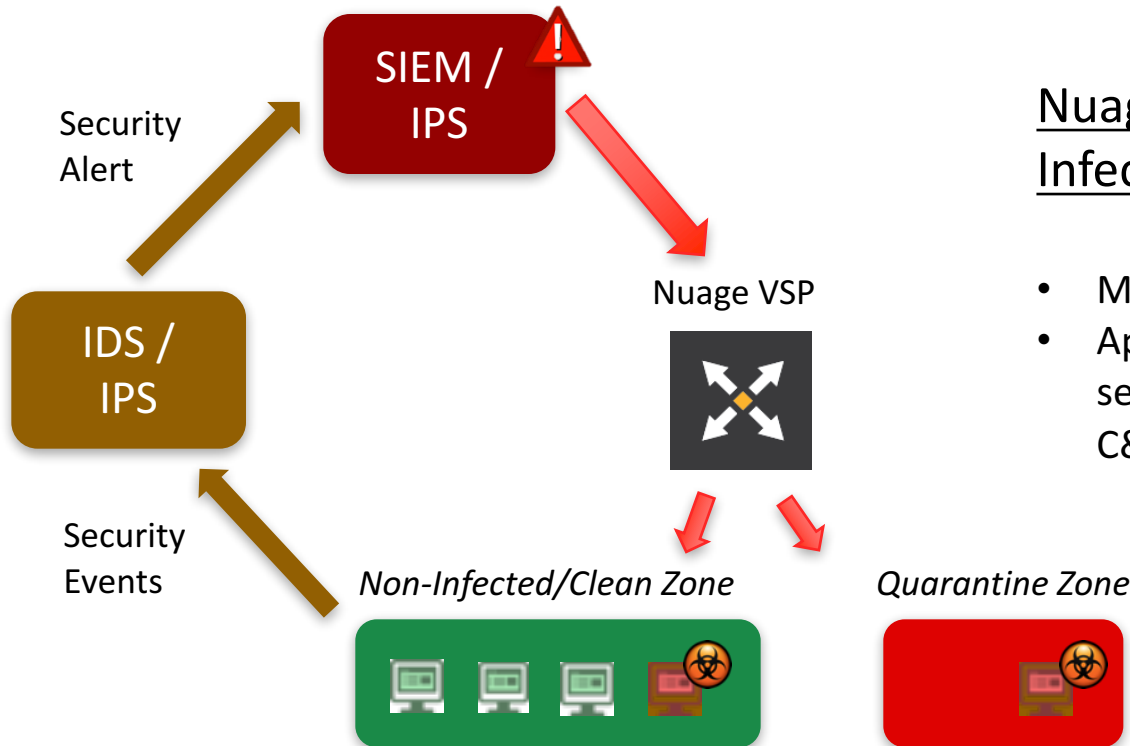 SIEM /
IPS
Security
Alert
Nuage VSP
IDS /
IPS
Security
Events
Non-Infected/Clean Zone
Quarantine Zone
•
•
C&